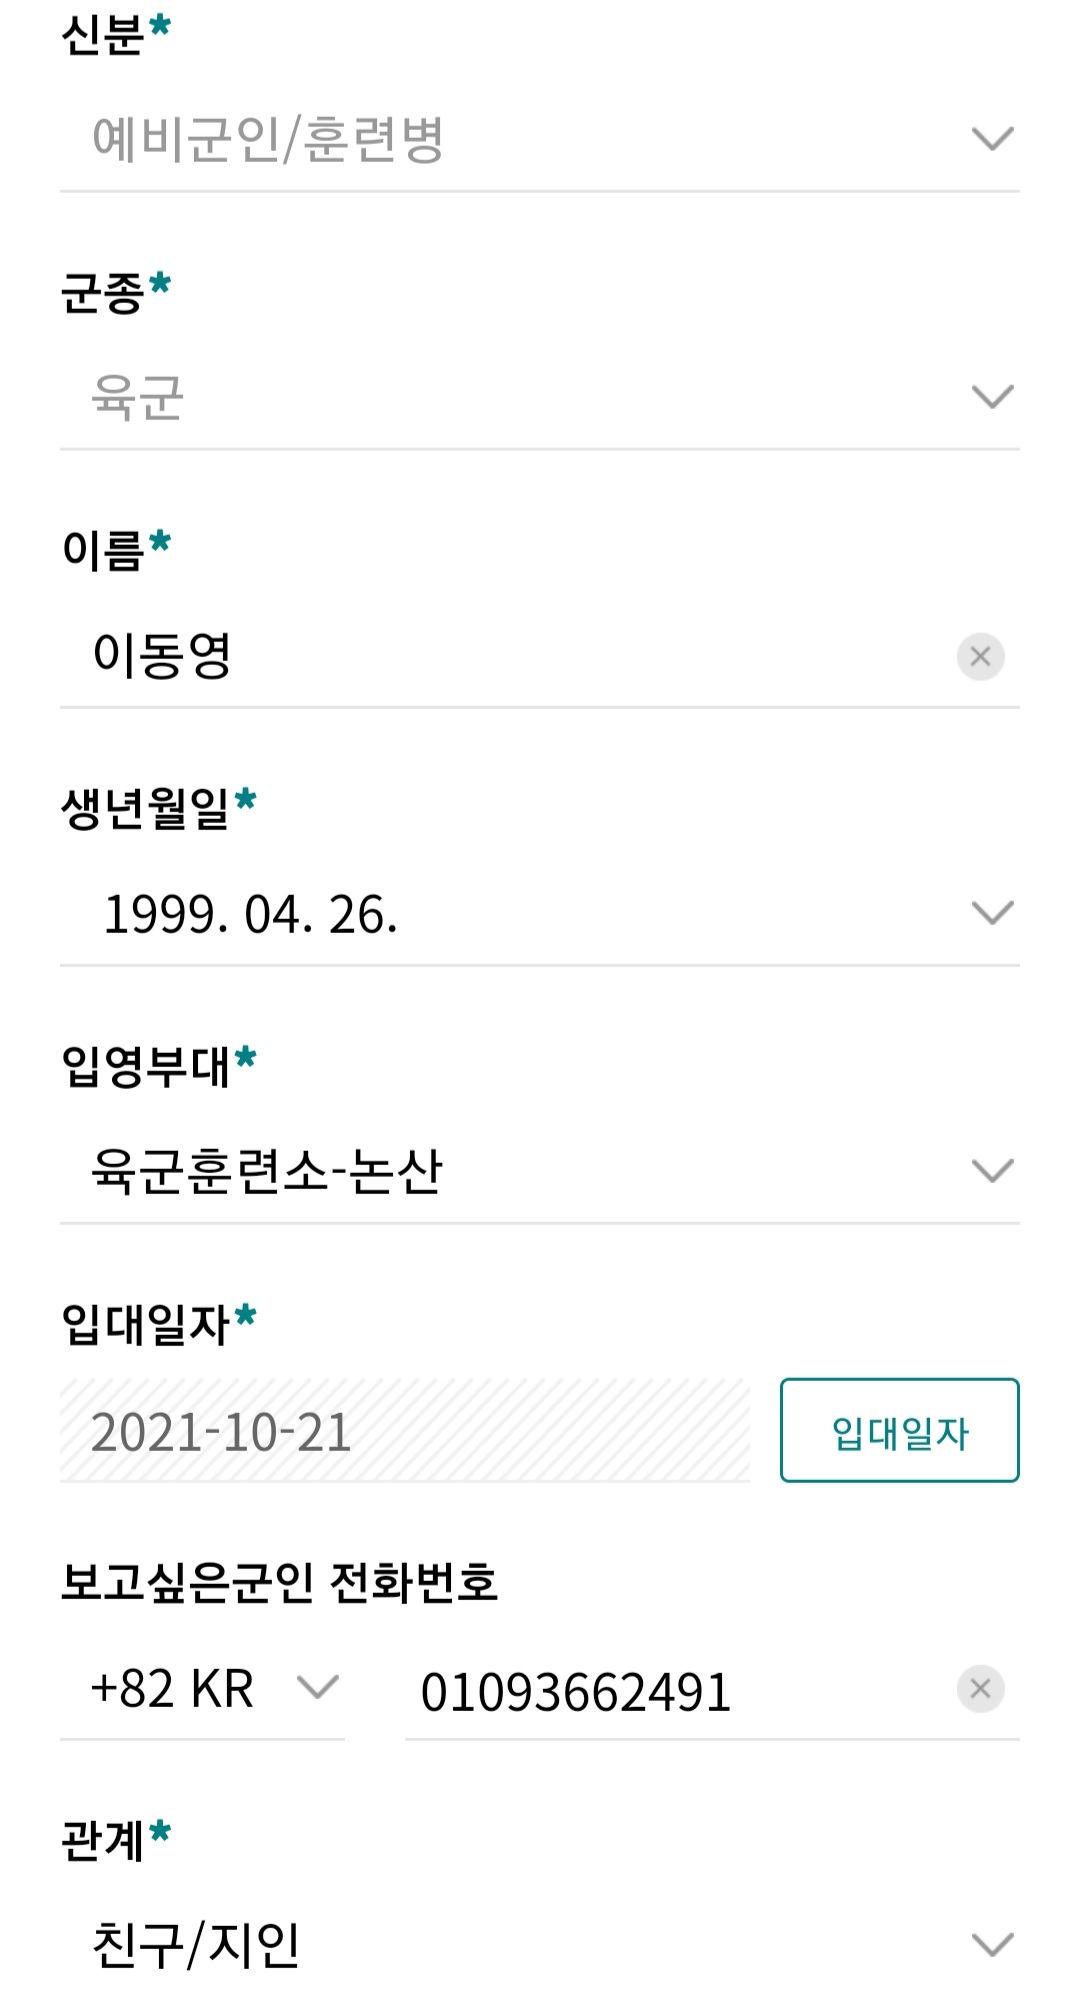 신분*
예비군인/훈련병
군종*
육군
이름*
이동영
생년월일*
1999. 04. 26.
입영부대*
육군훈련소-논산
입대일자*
2021-10-21 입대일자
보고싶은군인 전화번호
+82 KR 01093662491
관계*
친구/지인